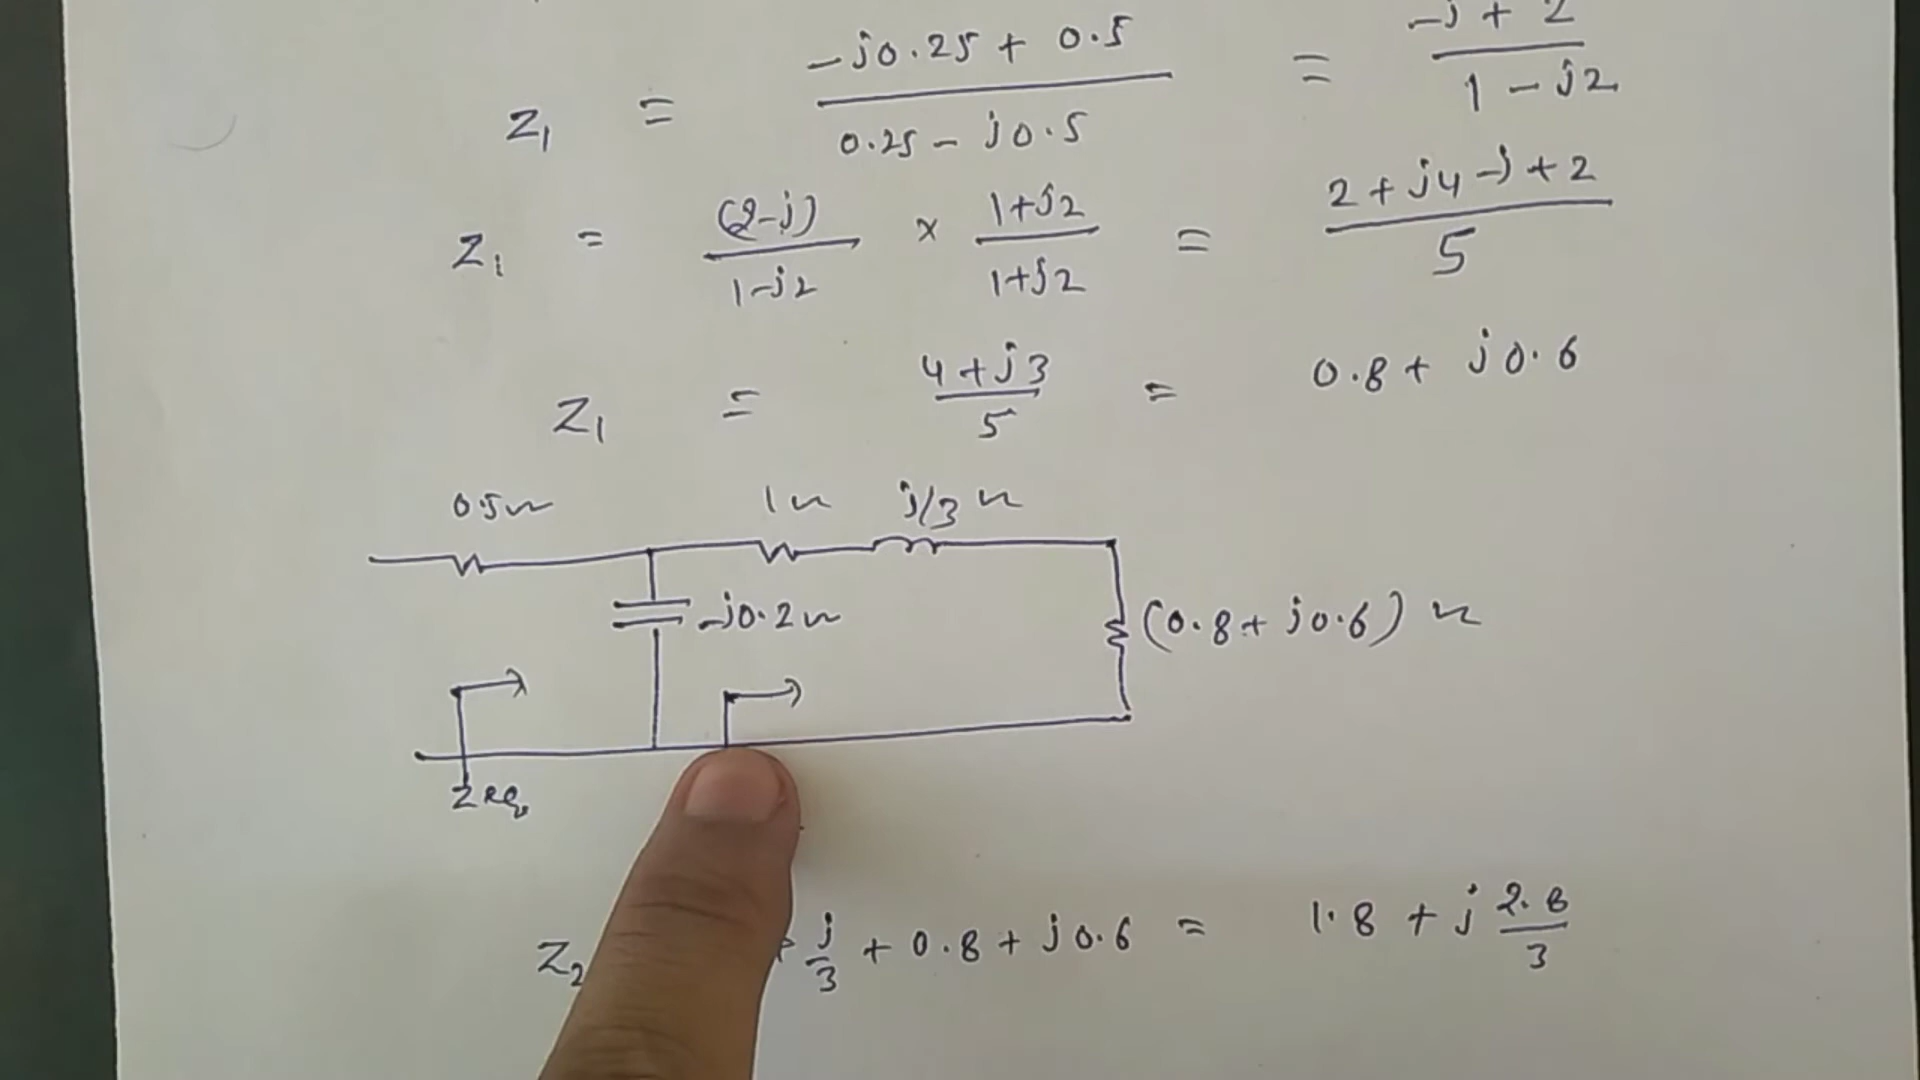 Z1 = (-j0.25 + 0.5)/(0.25 - j0.5) = (-j + 2)/(1 - j2)
Z1 = (2-j)/(1-j2) × (1+j2)/(1+j2) = (2 + j4 - j + 2)/5
Z1 = (4 + j3)/5 = 0.8 + j0.6
0.5Ω 1Ω j/3 Ω
-j0.2Ω (0.8 + j0.6) Ω
Zeq
Z2 + j/3 + 0.8 + j0.6 = 1.8 + j 2.8/3